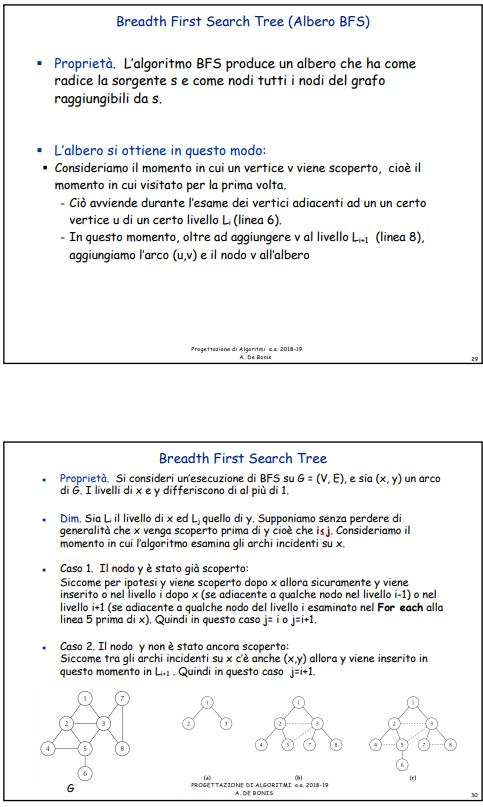 Breadth First Search Tree (Albero BFS)
▪ Proprietà. L'algoritmo BFS produce un albero che ha come
radice la sorgente s e come nodi tutti i nodi del grafo
raggiungibili da s.
▪ L'albero si ottiene in questo modo:
▪ Consideriamo il momento in cui un vertice v viene scoperto, cioè il
momento in cui visitato per la prima volta.
- Ciò avviene durante l'esame dei vertici adiacenti ad un un certo
vertice u di un certo livello Li (linea 6).
- In questo momento, oltre ad aggiungere v al livello Li+1 (linea 8),
aggiungiamo l'arco (u,v) e il nodo v all'albero
Progettazione di Algoritmi a.a. 2018-19
A. De Bonis
29
Breadth First Search Tree
• Proprietà. Si consideri un'esecuzione di BFS su G = (V, E), e sia (x, y) un arco
di G. I livelli di x e y differiscono di al più di 1.
• Dim. Sia Li il livello di x ed Lj quello di y. Supponiamo senza perdere di
generalità che x venga scoperto prima di y cioè che i≤j. Consideriamo il
momento in cui l'algoritmo esamina gli archi incidenti su x.
• Caso 1. Il nodo y è stato già scoperto:
Siccome per ipotesi y viene scoperto dopo x allora sicuramente y viene
inserito o nel livello i dopo x (se adiacente a qualche nodo nel livello i-1) o nel
livello i+1 (se adiacente a qualche nodo del livello i esaminato nel For each alla
linea 5 prima di x). Quindi in questo caso j= i o j=i+1.
• Caso 2. Il nodo y non è stato ancora scoperto:
Siccome tra gli archi incidenti su x c'è anche (x,y) allora y viene inserito in
questo momento in Li+1 . Quindi in questo caso j=i+1.
1 7
2 3
4 5 8
6
G
1
2 3
(a)
1
2 3
4 5 7 8
(b)
1
2 3
4 5 7 8
6
(c)
PROGETTAZIONE DI ALGORITMI a.a. 2018-19
A. DE BONIS
30